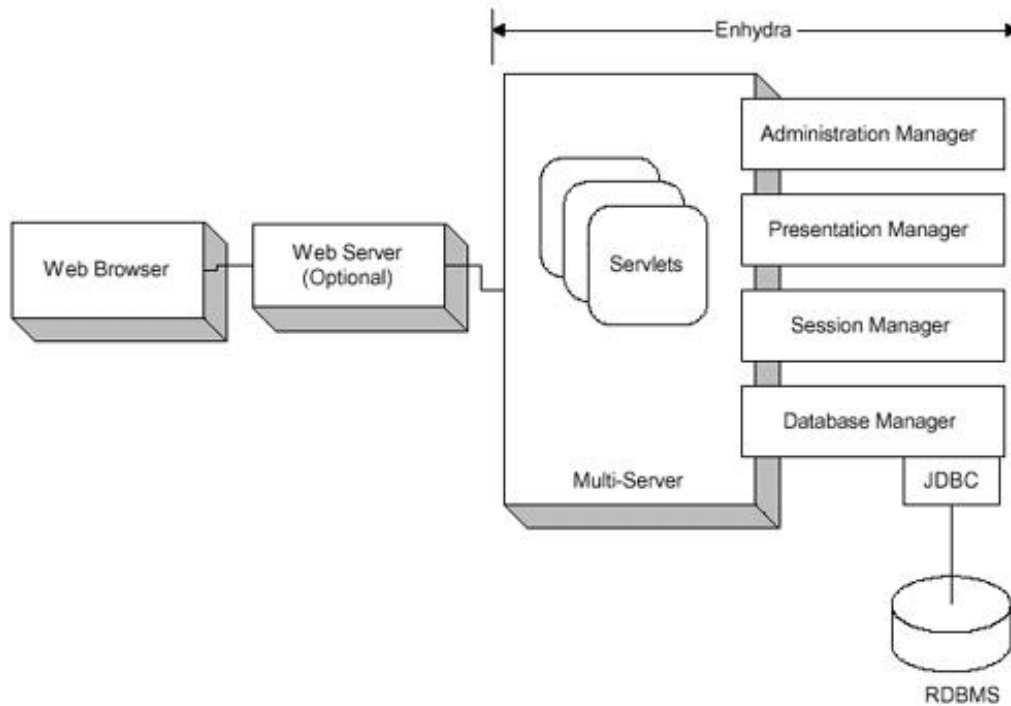 Enhydra
Administration Manager
Presentation Manager
Web Browser
Web Server
(Optional)
Servlets
Session Manager
Database Manager
Multi-Server
JDBC
RDBMS